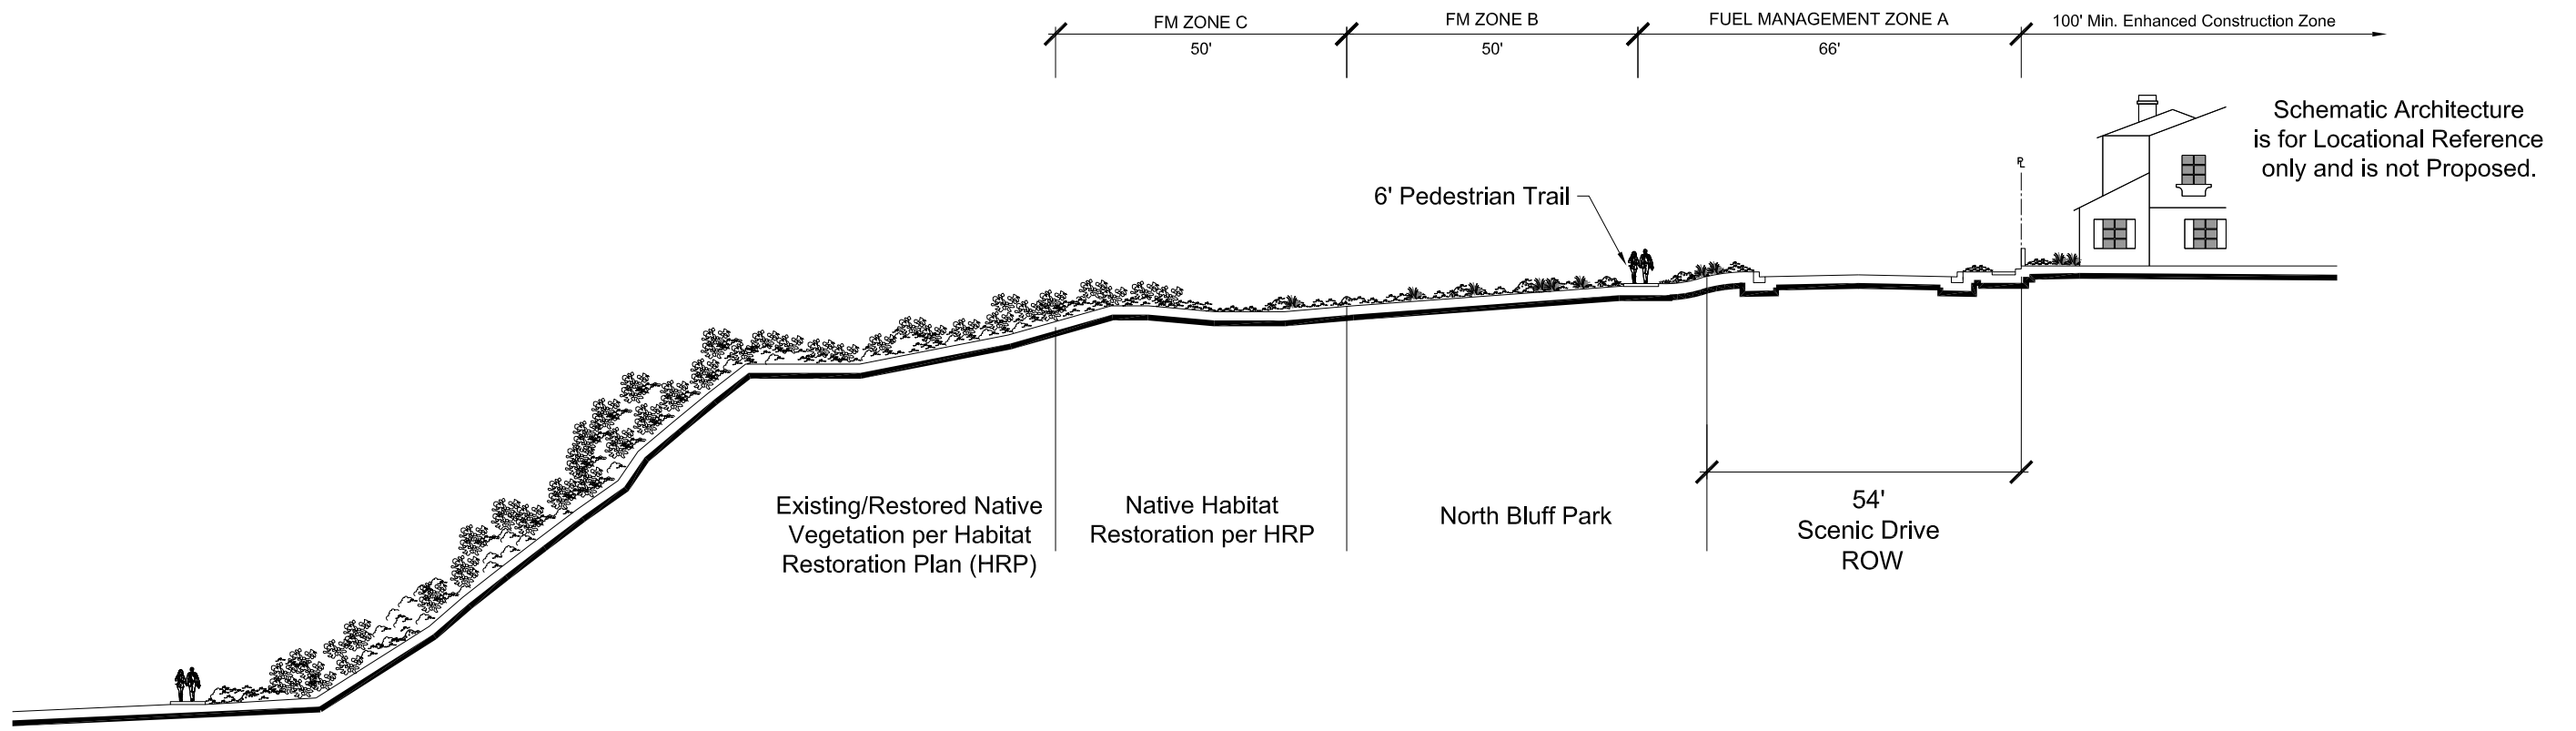 FM ZONE C
FM ZONE B
FUEL MANAGEMENT ZONE A
100' Min. Enhanced Construction Zone
50'
50'
66'
Schematic Architecture
is for Locational Reference
only and is not Proposed.
PL
6' Pedestrian Trail
Existing/Restored Native
Vegetation per Habitat
Restoration Plan (HRP)
Native Habitat
Restoration per HRP
North Bluff Park
54'
Scenic Drive
ROW